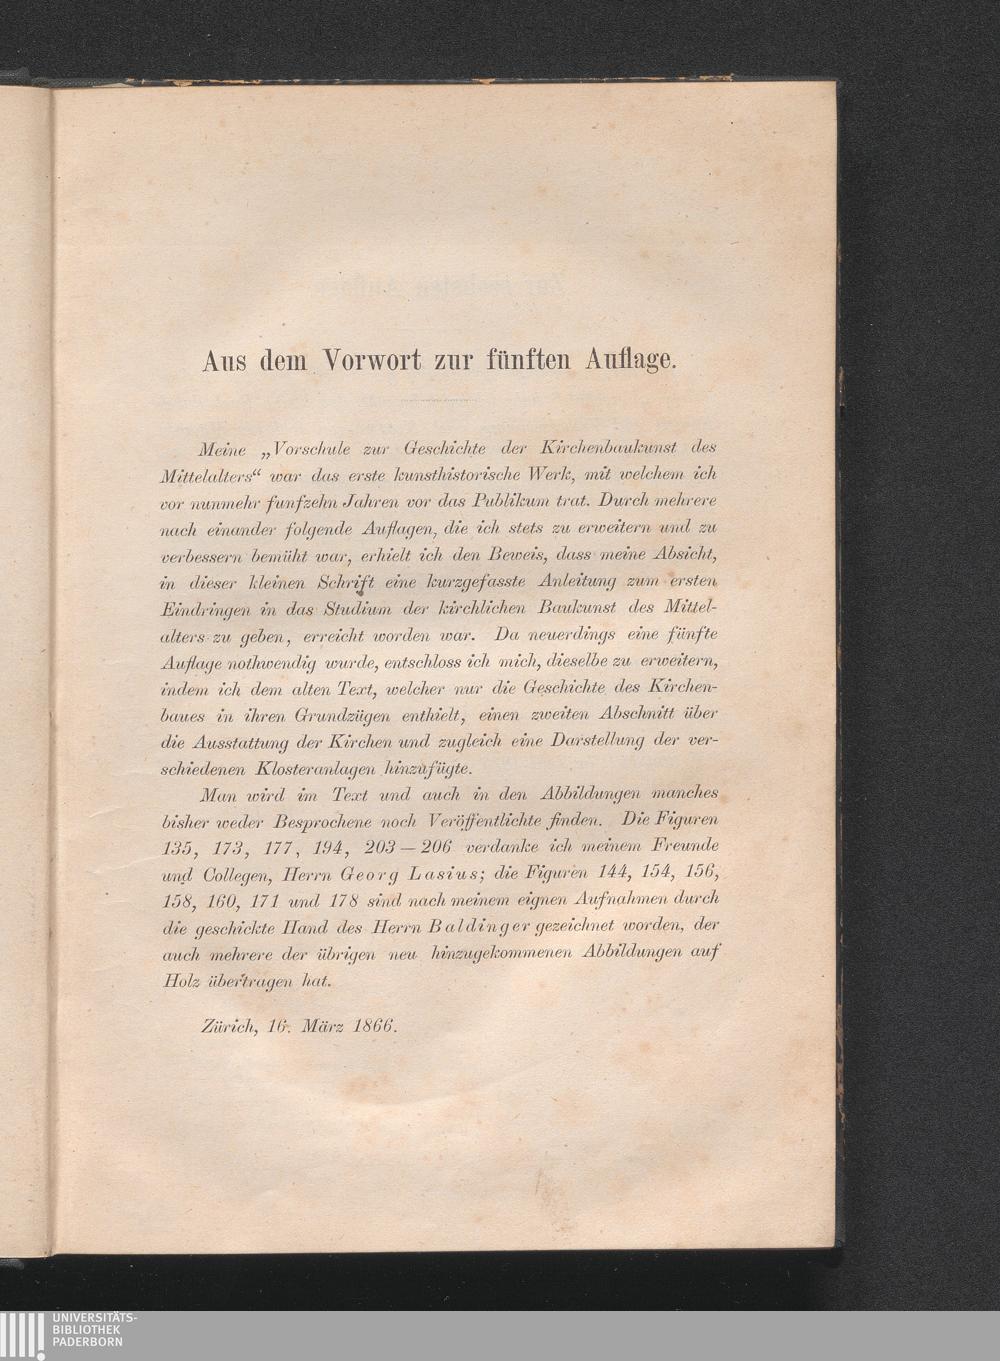 Aus dem Vorwort zur fünften Auflage.
Meine „Vorschule zur Geschichte der Kirchenbaukunst des
Mittelalters“ war das erste kunsthistorische Werk, mit welchem ich
vor nunmehr funfzehn Jahren vor das Publikum trat. Durch mehrere
nach einander folgende Auflagen, die ich stets zu erweitern und zu
verbessern bemüht war, erhielt ich den Beweis, dass meine Absicht,
in dieser kleinen Schrift eine kurzgefasste Anleitung zum ersten
Eindringen in das Studium der kirchlichen Baukunst des Mittel-
alters zu geben, erreicht worden war. Da neuerdings eine fünfte
Auflage nothwendig wurde, entschloss ich mich, dieselbe zu erweitern,
indem ich dem alten Text, welcher nur die Geschichte des Kirchen-
baues in ihren Grundzügen enthielt, einen zweiten Abschnitt über
die Ausstattung der Kirchen und zugleich eine Darstellung der ver-
schiedenen Klosteranlagen hinzufügte.
Man wird im Text und auch in den Abbildungen manches
bisher weder Besprochene noch Veröffentlichte finden. Die Figuren
135, 173, 177, 194, 203—206 verdanke ich meinem Freunde
und Collegen, Herrn Georg Lasius; die Figuren 144, 154, 156,
158, 160, 171 und 178 sind nach meinem eignen Aufnahmen durch
die geschickte Hand des Herrn Baldinger gezeichnet worden, der
auch mehrere der übrigen neu hinzugekommenen Abbildungen auf
Holz übertragen hat.
Zürich, 16. März 1866.
UNIVERSITÄTS-
BIBLIOTHEK
PADERBORN